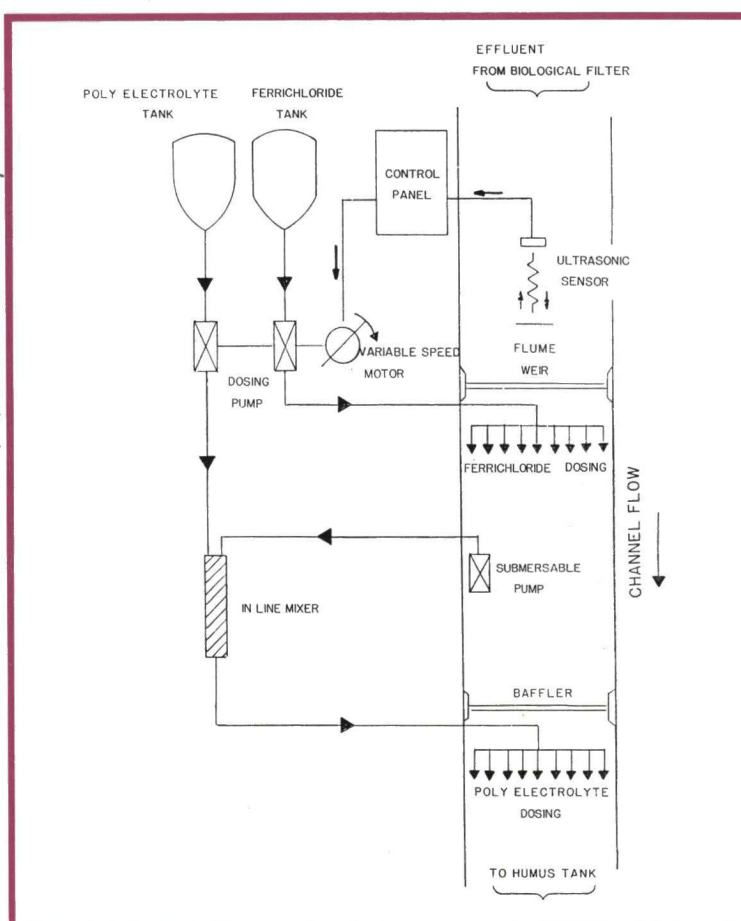 EFFLUENT
FROM BIOLOGICAL FILTER
POLY ELECTROLYTE
TANK
FERRICHLORIDE
TANK
CONTROL
PANEL
ULTRASONIC
SENSOR
FLUME
WEIR
VARIABLE SPEED
MOTOR
DOSING
PUMP
FERRICHLORIDE DOSING
CHANNEL FLOW
SUBMERSABLE
PUMP
IN LINE MIXER
BAFFLER
POLY ELECTROLYTE
DOSING
TO HUMUS TANK